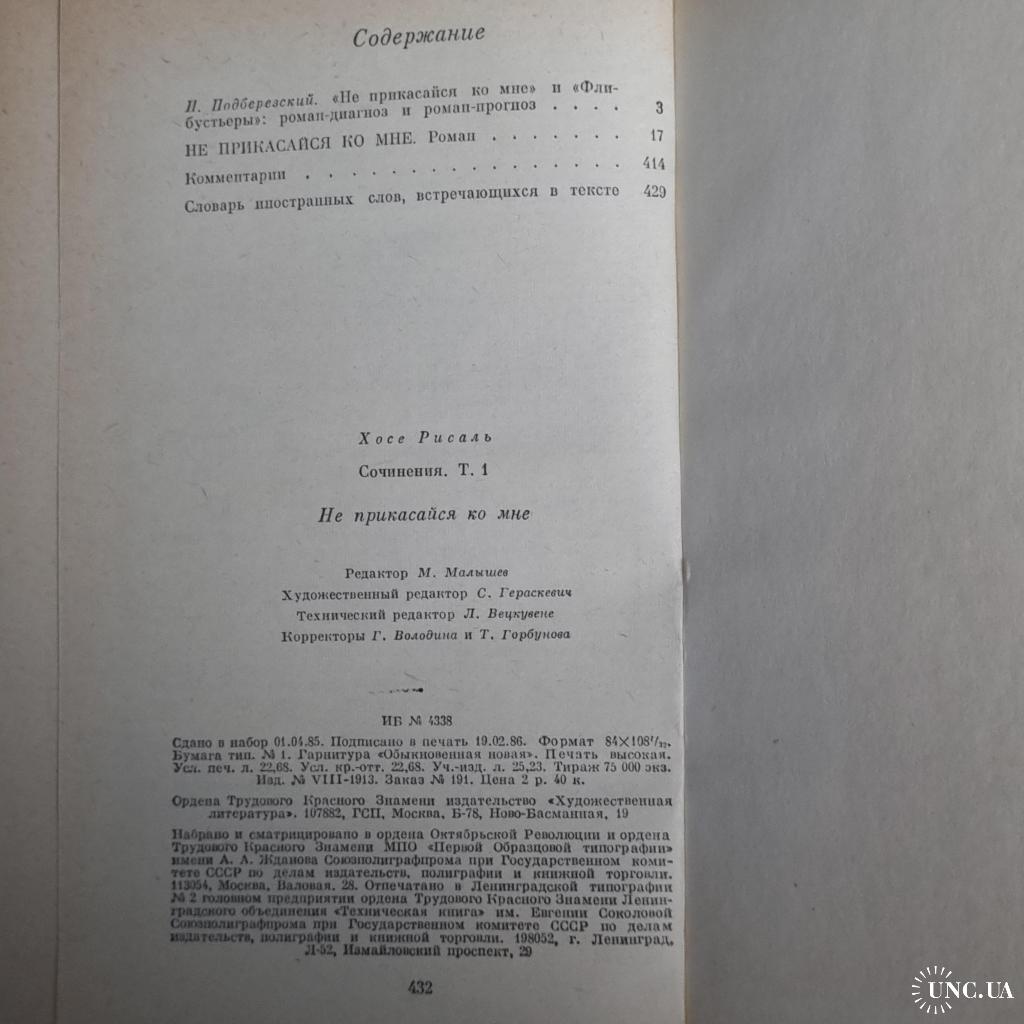 Содержание
И. Подберезский. «Не прикасайся ко мне» и «Фли-
бустьеры»: роман-диагноз и роман-прогноз . . . . 3
НЕ ПРИКАСАЙСЯ КО МНЕ. Роман . . . . . . . 17
Комментарии . . . . . . . . . . . . . . . 414
Словарь иностранных слов, встречающихся в тексте 429
Хосе Рисаль
Сочинения. Т. 1
Не прикасайся ко мне
Редактор М. Малышев
Художественный редактор С. Гераскевич
Технический редактор Л. Вецкувене
Корректоры Г. Володина и Т. Горбунова
ИБ № 4338
Сдано в набор 01.04.85. Подписано в печать 19.02.86. Формат 84×108¹/₃₂.
Бумага тип. № 1. Гарнитура «Обыкновенная новая». Печать высокая.
Усл. печ. л. 22,68. Усл. кр.-отт. 22,68. Уч.-изд. л. 25,23. Тираж 75 000 экз.
Изд. № VIII-1913. Заказ № 191. Цена 2 р. 40 к.
Ордена Трудового Красного Знамени издательство «Художественная
литература». 107882, ГСП, Москва, Б-78, Ново-Басманная, 19
Набрано и сматрицировано в ордена Октябрьской Революции и ордена
Трудового Красного Знамени МПО «Первой Образцовой типографии»
имени А. А. Жданова Союзполиграфпрома при Государственном коми-
тете СССР по делам издательств, полиграфии и книжной торговли.
113054, Москва, Валовая, 28. Отпечатано в Ленинградской типографии
№ 2 головном предприятии ордена Трудового Красного Знамени Ленин-
градского объединения «Техническая книга» им. Евгении Соколовой
Союзполиграфпрома при Государственном комитете СССР по делам
издательств, полиграфии и книжной торговли. 198052, г. Ленинград,
Л-52, Измайловский проспект, 29
432
UNC.UA